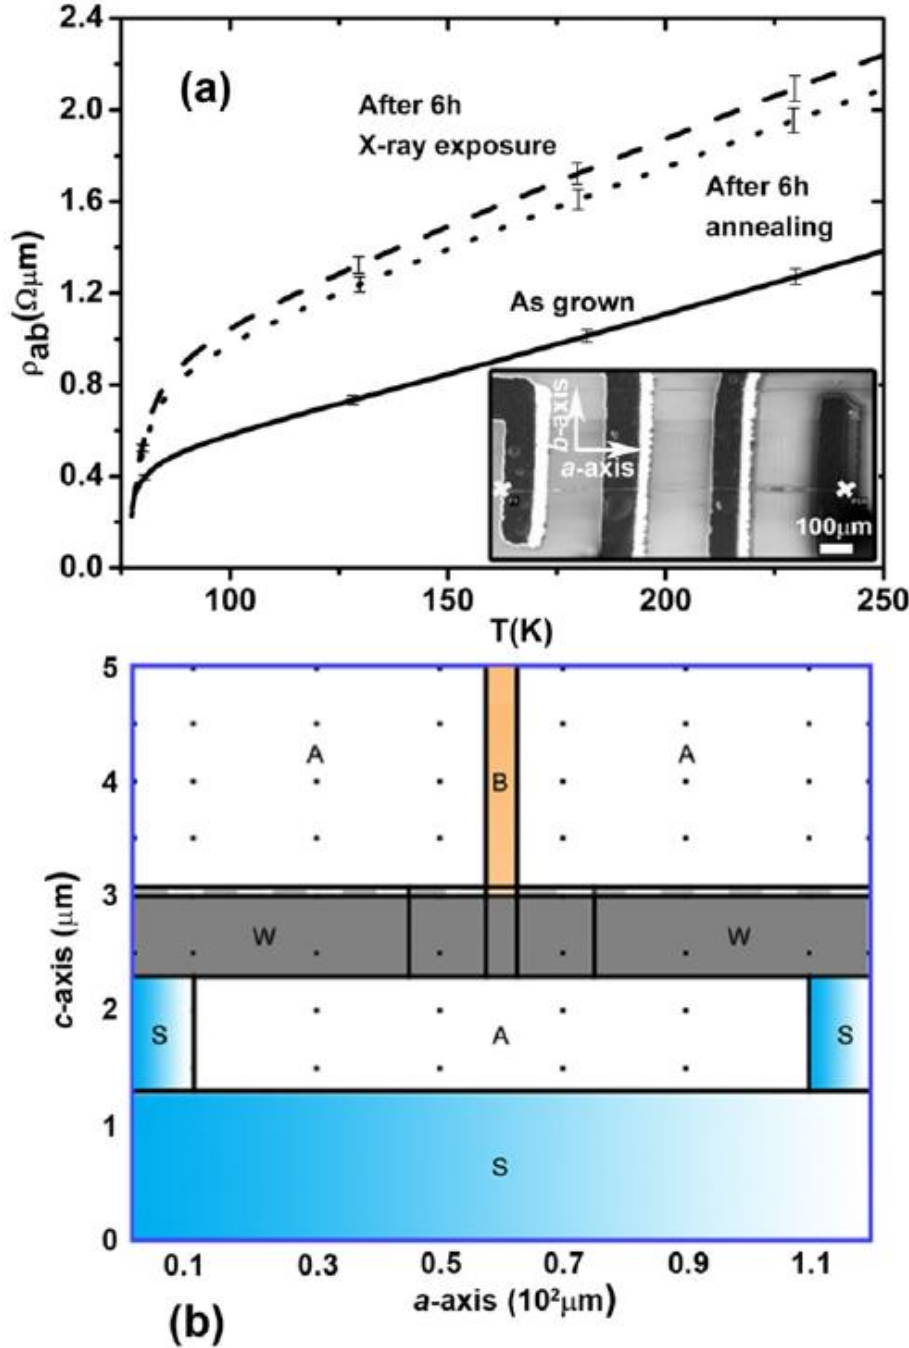 2.4
(a)
2.0
After 6h
X-ray exposure
1.6
After 6h
annealing
1.2
As grown
ρab(Ωμm)
0.8
b-axis
a-axis
0.4
100μm
0.0
100 150 200 250
T(K)
5
A A
4
B
3
W W
c-axis (μm)
2
S A S
1
S
0
0.1 0.3 0.5 0.7 0.9 1.1
a-axis (10²μm)
(b)